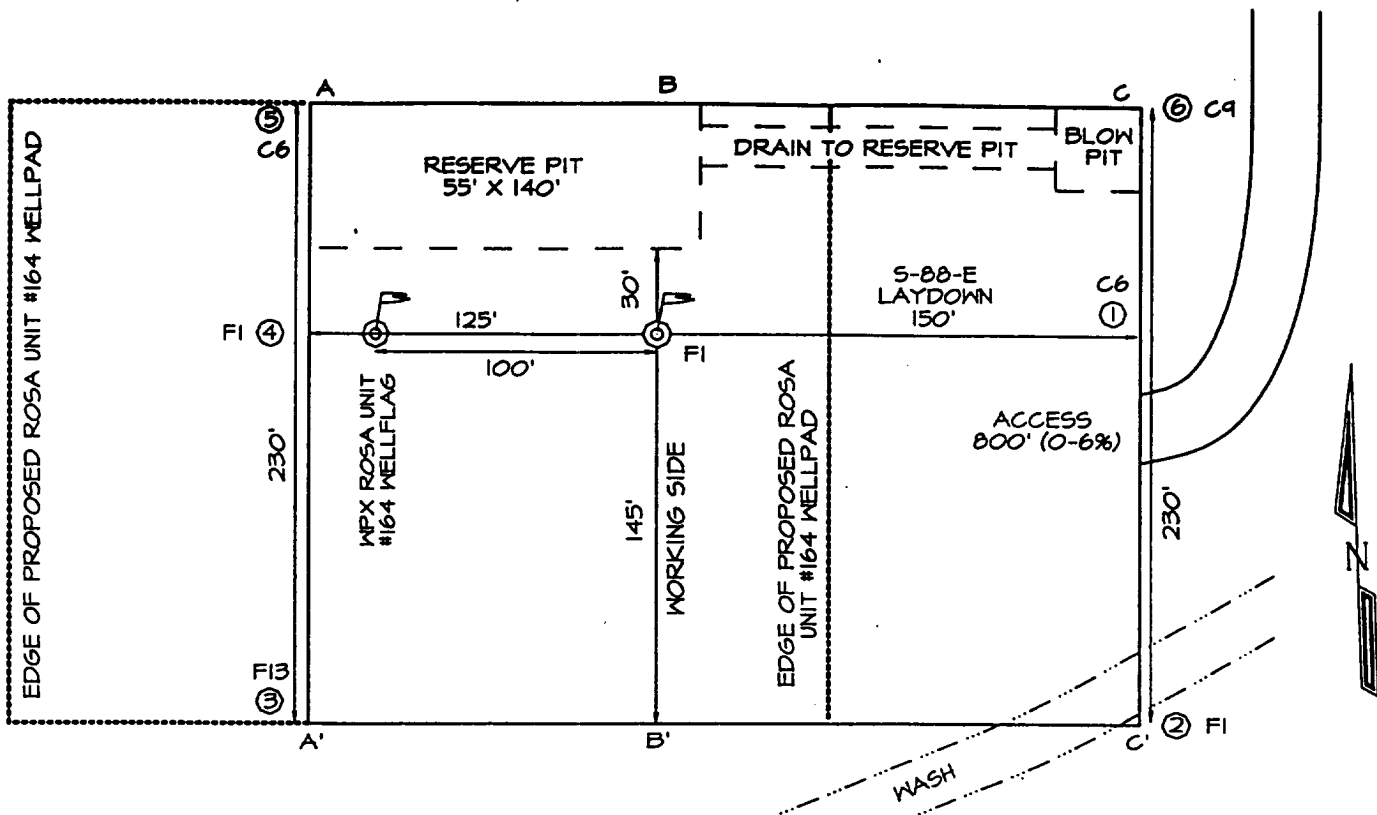 A
B
C
⑤
C6
⑥ C9
RESERVE PIT
55' X 140'
DRAIN TO RESERVE PIT
BLOW
PIT
EDGE OF PROPOSED ROSA UNIT #164 WELLPAD
30'
S-88-E
LAYDOWN
150'
C6
①
F1 ④
125'
F1
100'
WPX ROSA UNIT
#164 WELLFLAG
230'
145'
WORKING SIDE
EDGE OF PROPOSED ROSA
UNIT #164 WELLPAD
ACCESS
800' (0-6%)
230'
N
F13
③
A'
B'
C'
② F1
WASH